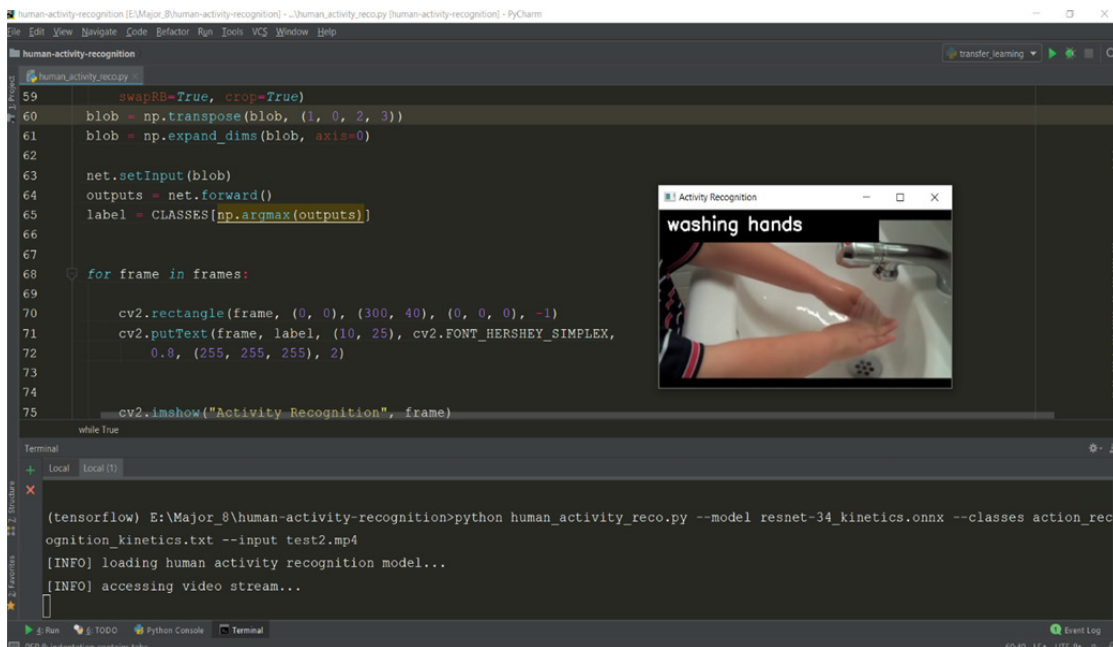 human-activity-recognition [E:\Major_8\human-activity-recognition] - ...\human_activity_reco.py [human-activity-recognition] - PyCharm
File Edit View Navigate Code Refactor Run Tools VCS Window Help
human-activity-recognition
transfer_learning
human_activity_reco.py
1: Project
59 swapRB=True, crop=True)
60 blob = np.transpose(blob, (1, 0, 2, 3))
61 blob = np.expand_dims(blob, axis=0)
62
63 net.setInput(blob)
64 outputs = net.forward()
65 label = CLASSES[np.argmax(outputs)]
66
67
68 for frame in frames:
69
70 cv2.rectangle(frame, (0, 0), (300, 40), (0, 0, 0), -1)
71 cv2.putText(frame, label, (10, 25), cv2.FONT_HERSHEY_SIMPLEX,
72 0.8, (255, 255, 255), 2)
73
74
75 cv2.imshow("Activity Recognition", frame)
while True
Activity Recognition
washing hands
Terminal
Local Local (1)
7: Structure
2: Favorites
(tensorflow) E:\Major_8\human-activity-recognition>python human_activity_reco.py --model resnet-34_kinetics.onnx --classes action_rec
ognition_kinetics.txt --input test2.mp4
[INFO] loading human activity recognition model...
[INFO] accessing video stream...
4: Run 6: TODO Python Console Terminal
Event Log